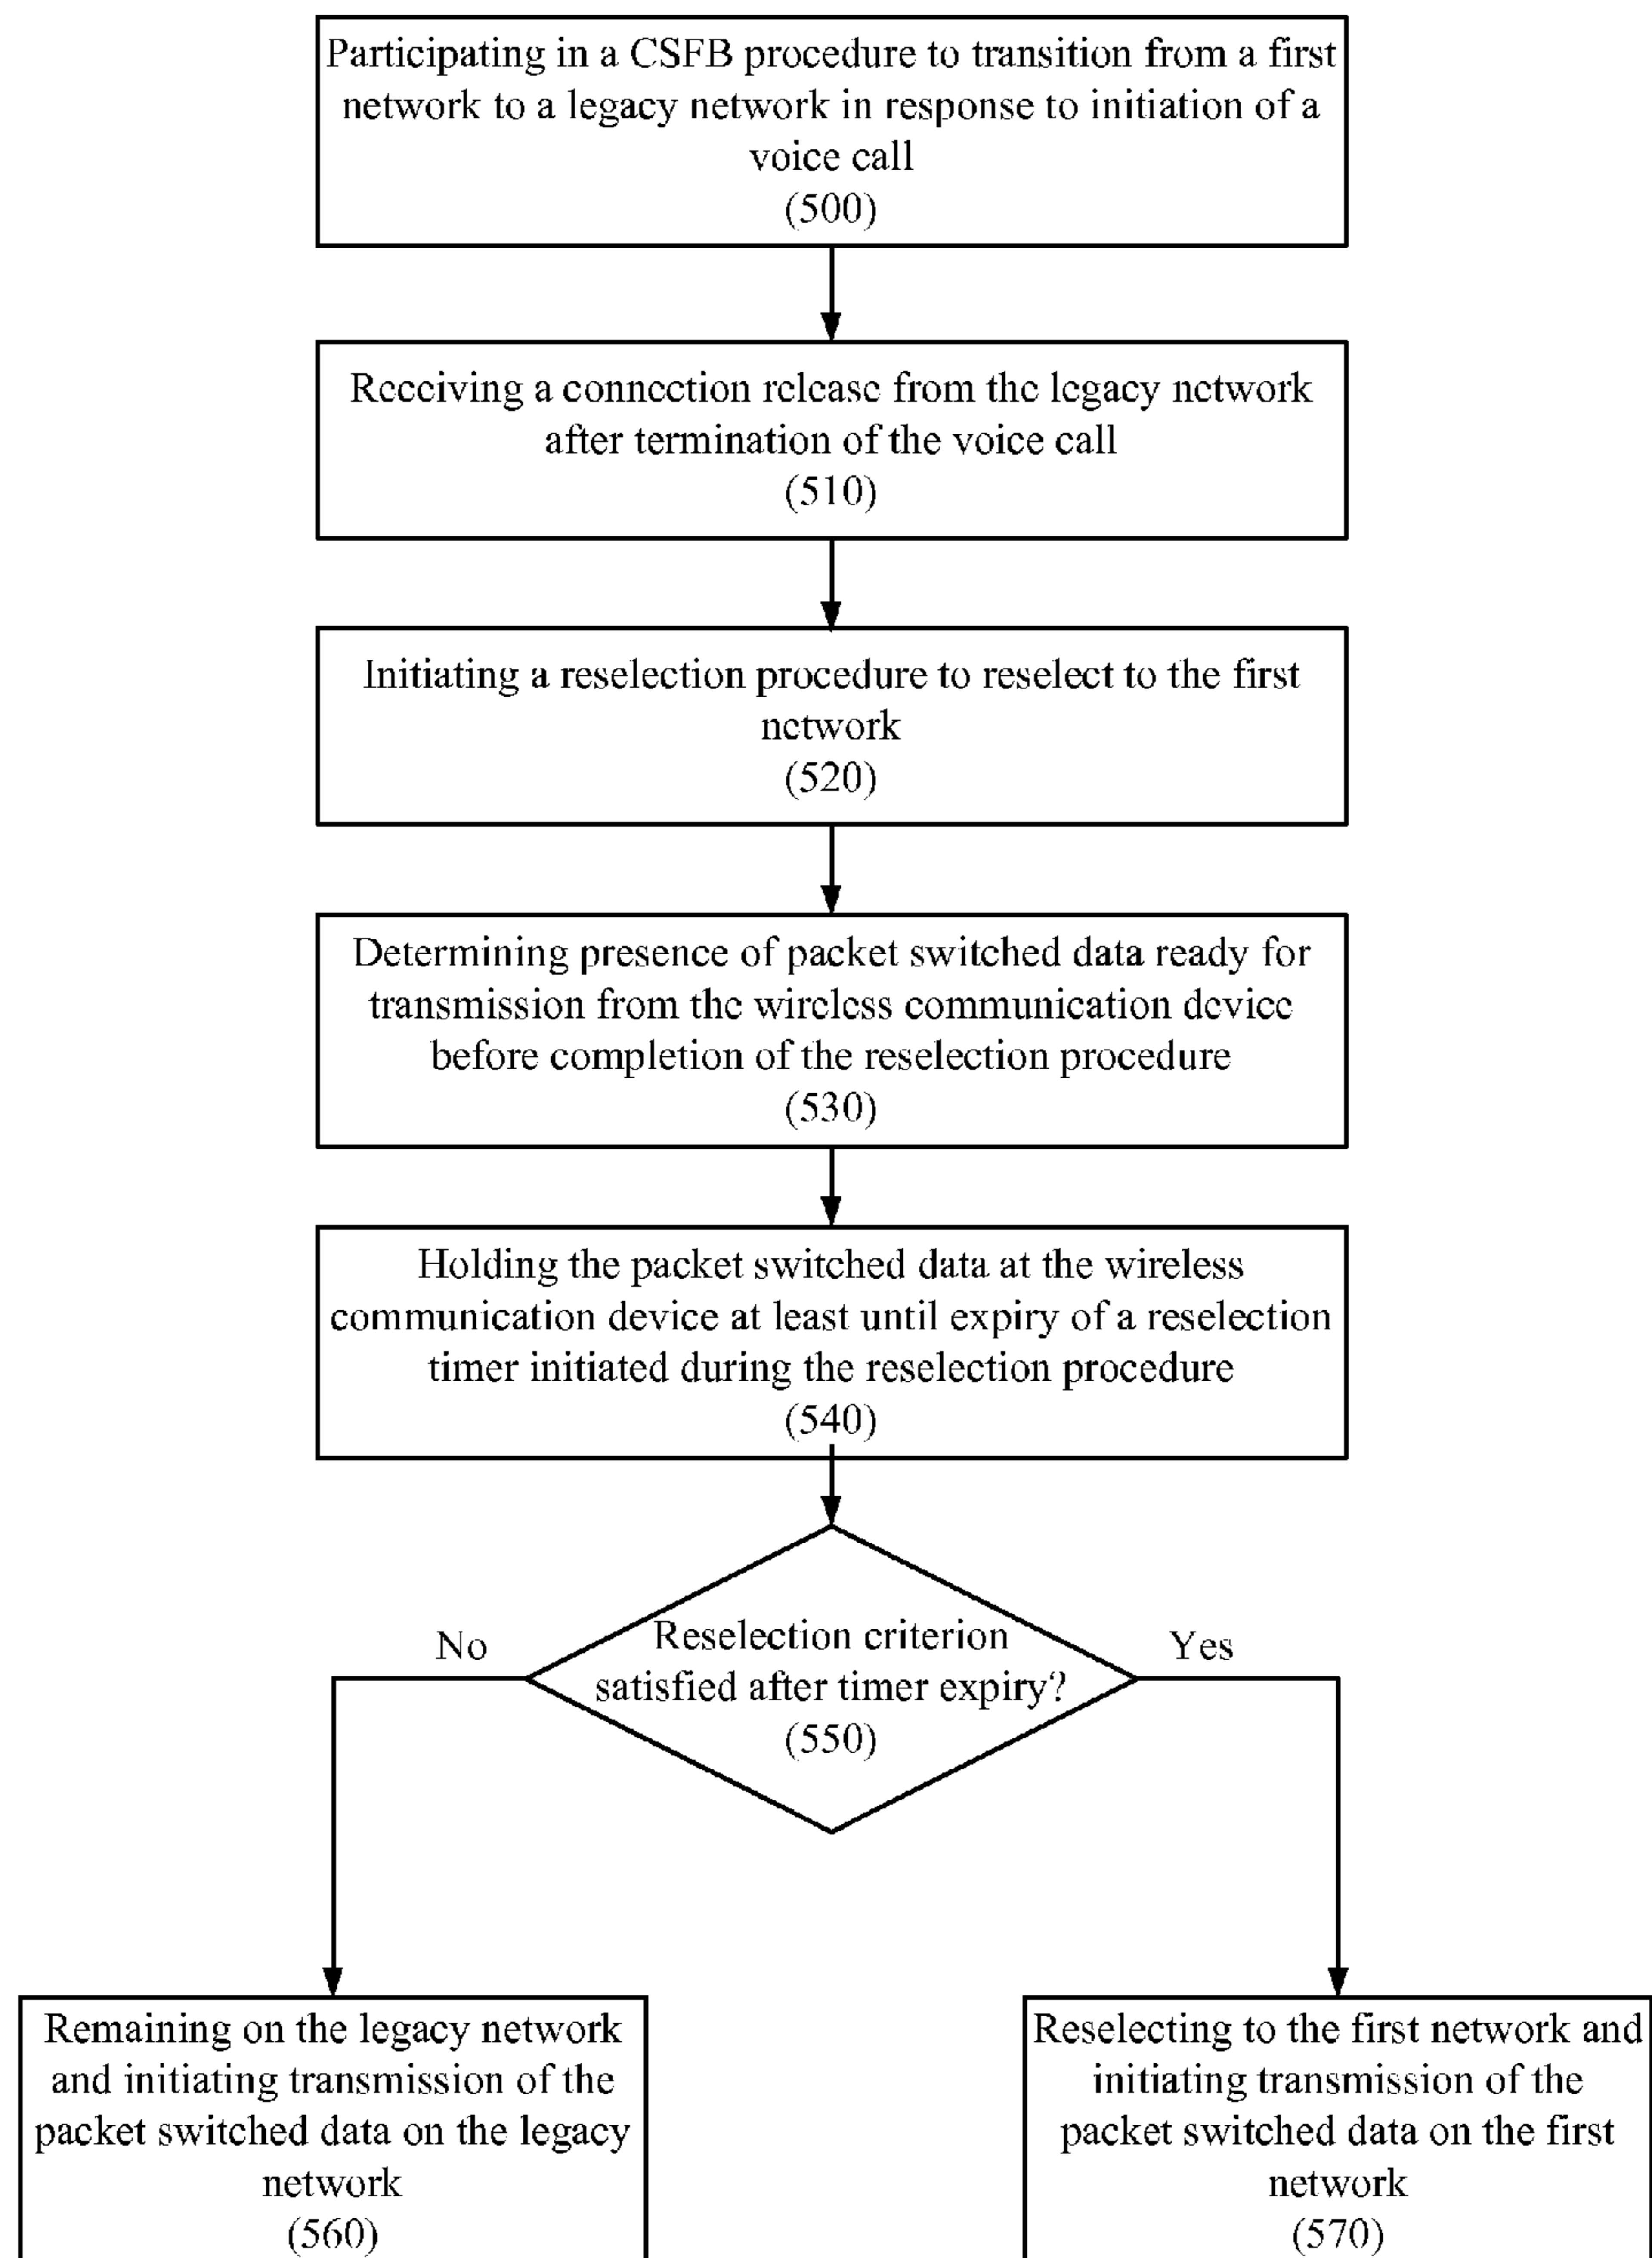 Participating in a CSFB procedure to transition from a first
network to a legacy network in response to initiation of a
voice call
(500)
Receiving a connection release from the legacy network
after termination of the voice call
(510)
Initiating a reselection procedure to reselect to the first
network
(520)
Determining presence of packet switched data ready for
transmission from the wireless communication device
before completion of the reselection procedure
(530)
Holding the packet switched data at the wireless
communication device at least until expiry of a reselection
timer initiated during the reselection procedure
(540)
Reselection criterion
satisfied after timer expiry?
(550)
No
Yes
Remaining on the legacy network
and initiating transmission of the
packet switched data on the legacy
network
(560)
Reselecting to the first network and
initiating transmission of the
packet switched data on the first
network
(570)